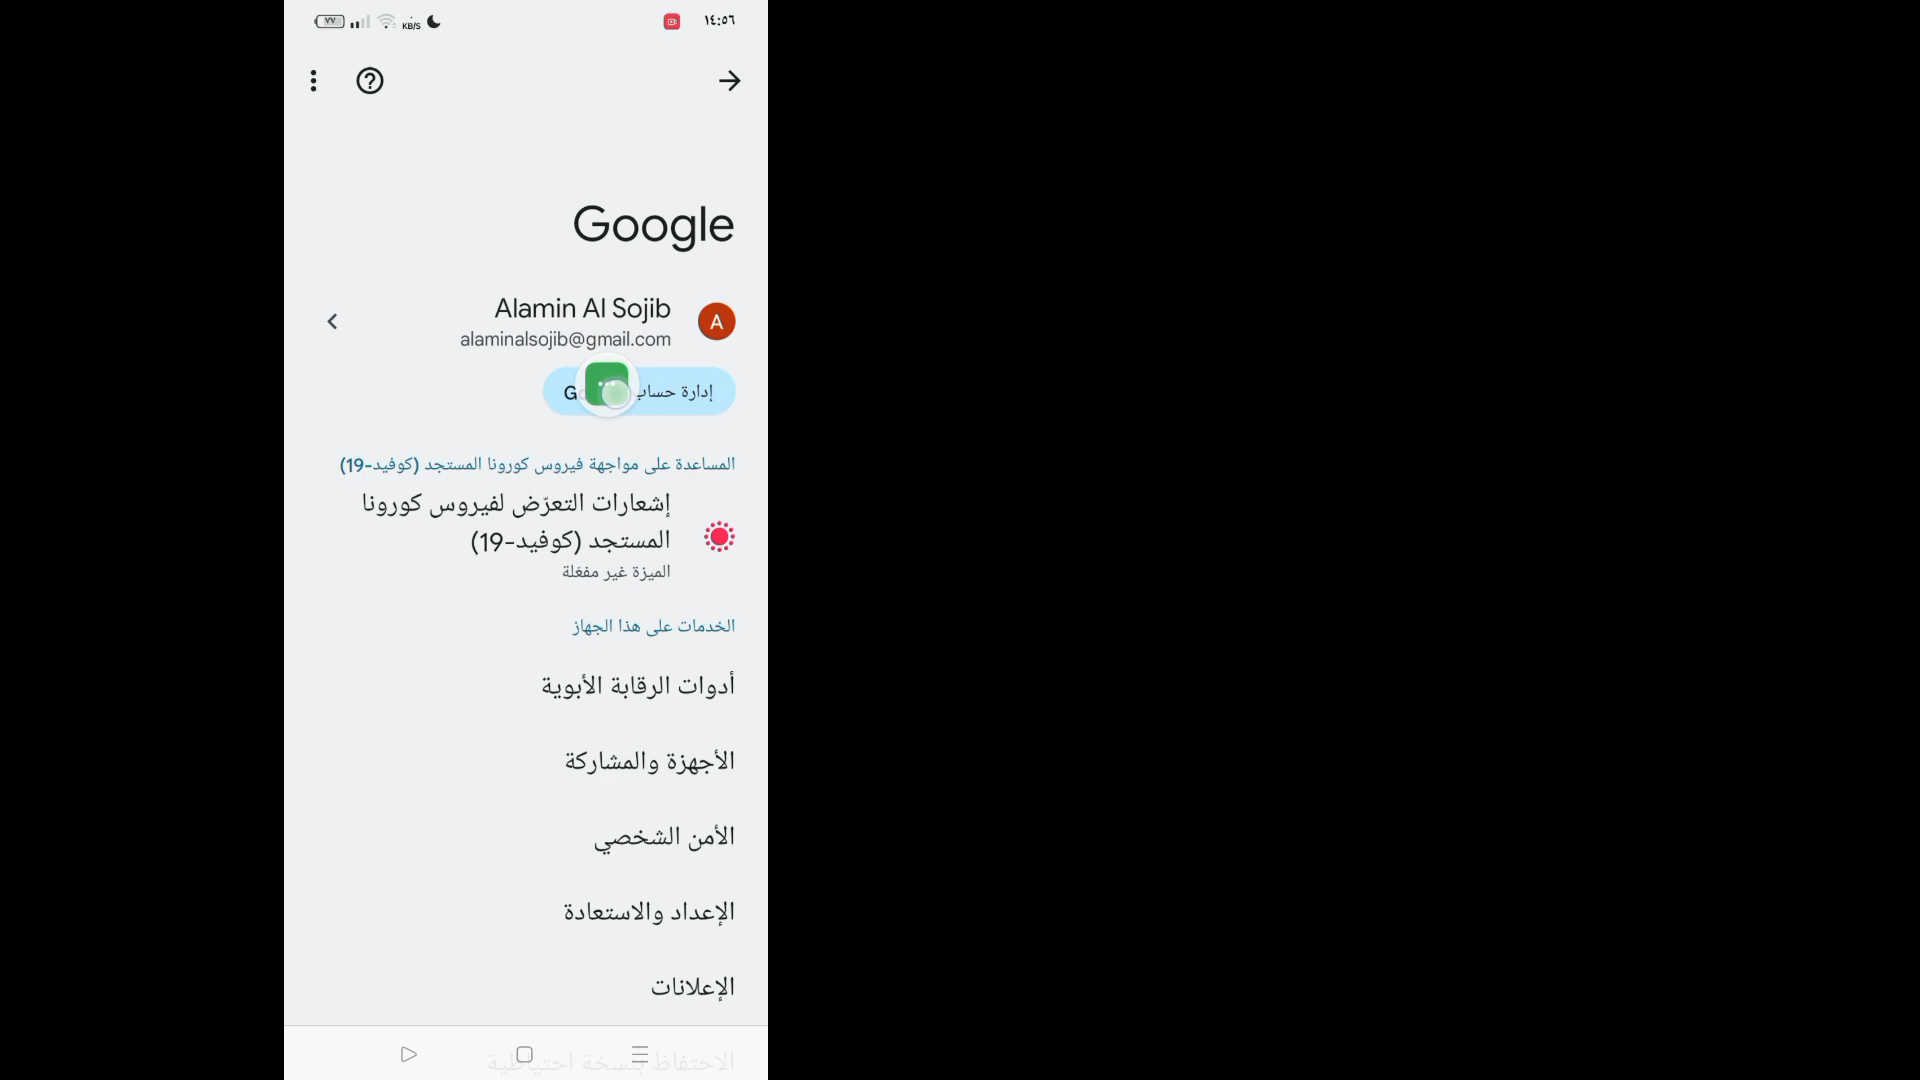 ١٤:٥٦
KB/S
٧٧
Google
Alamin Al Sojib
A
alaminalsojib@gmail.com
إدارة حساب
المساعدة على مواجهة فيروس كورونا المستجد (كوفيد-19)
إشعارات التعرّض لفيروس كورونا
المستجد (كوفيد-19)
الميزة غير مفعّلة
الخدمات على هذا الجهاز
أدوات الرقابة الأبوية
الأجهزة والمشاركة
الأمن الشخصي
الإعداد والاستعادة
الإعلانات
الاحتفاظ بنسخة احتياطية